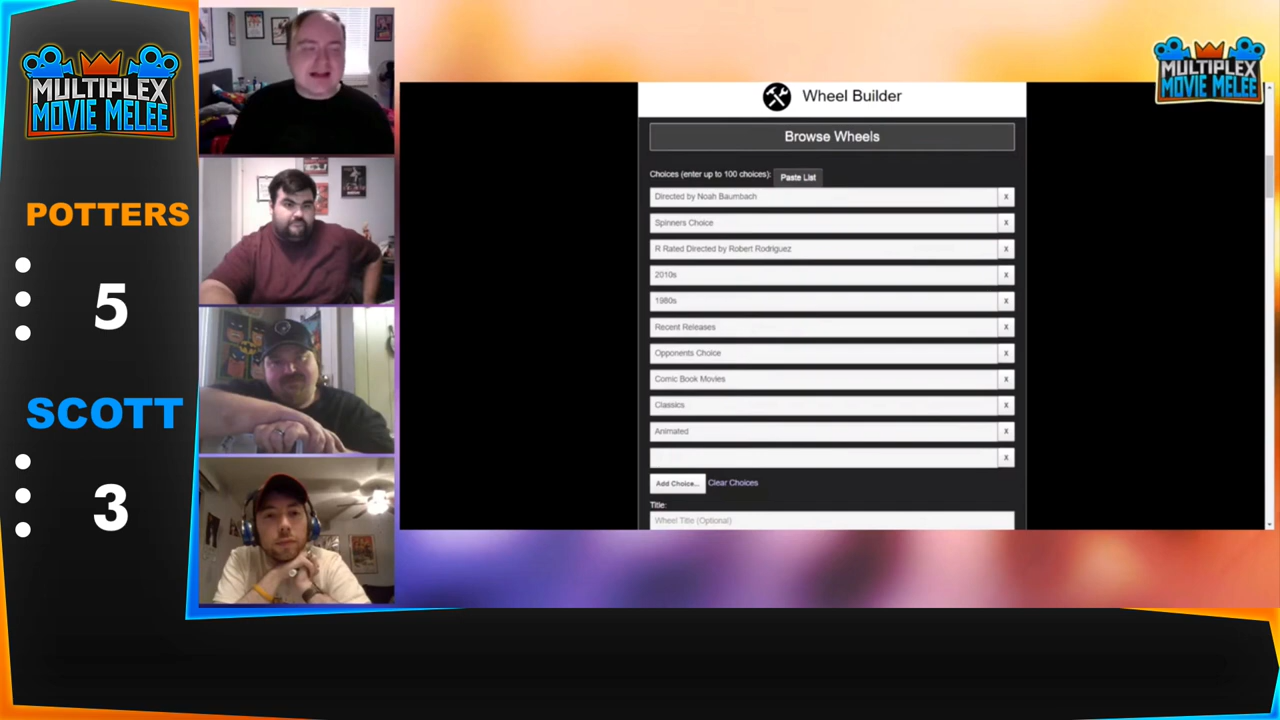 MULTIPLEX
MOVIE MELEE
POTTERS
5
SCOTT
3
MULTIPLEX
MOVIE MELEE
Wheel Builder
Browse Wheels
Choices (enter up to 100 choices):
Paste List
Directed by Noah Baumbach
X
Spinners Choice
X
R Rated Directed by Robert Rodriguez
X
2010s
X
1980s
X
Recent Releases
X
Opponents Choice
X
Comic Book Movies
X
Classics
X
Animated
X
X
Add Choice...
Clear Choices
Title:
Wheel Title (Optional)